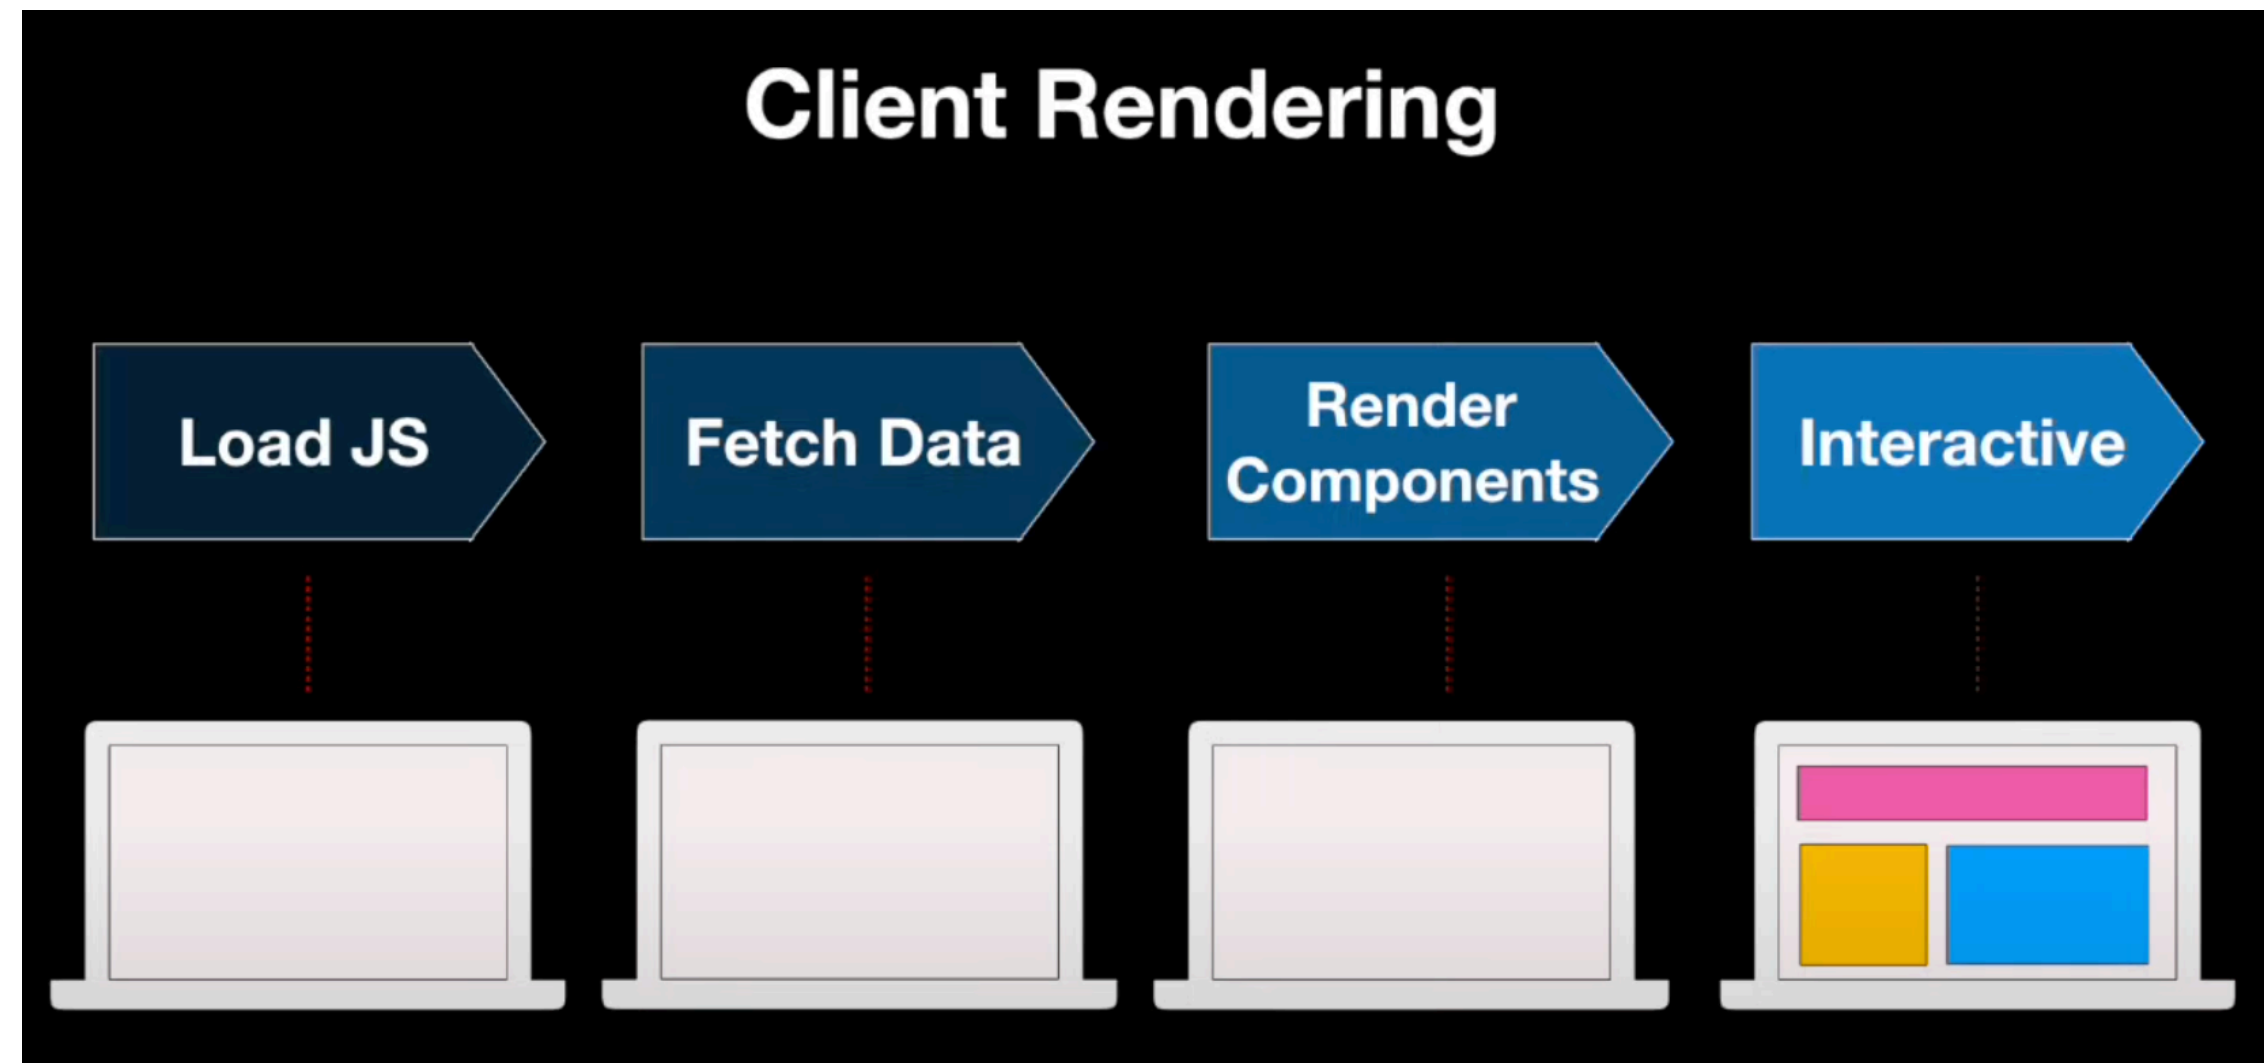 Client Rendering
Load JS
Fetch Data
Render
Components
Interactive